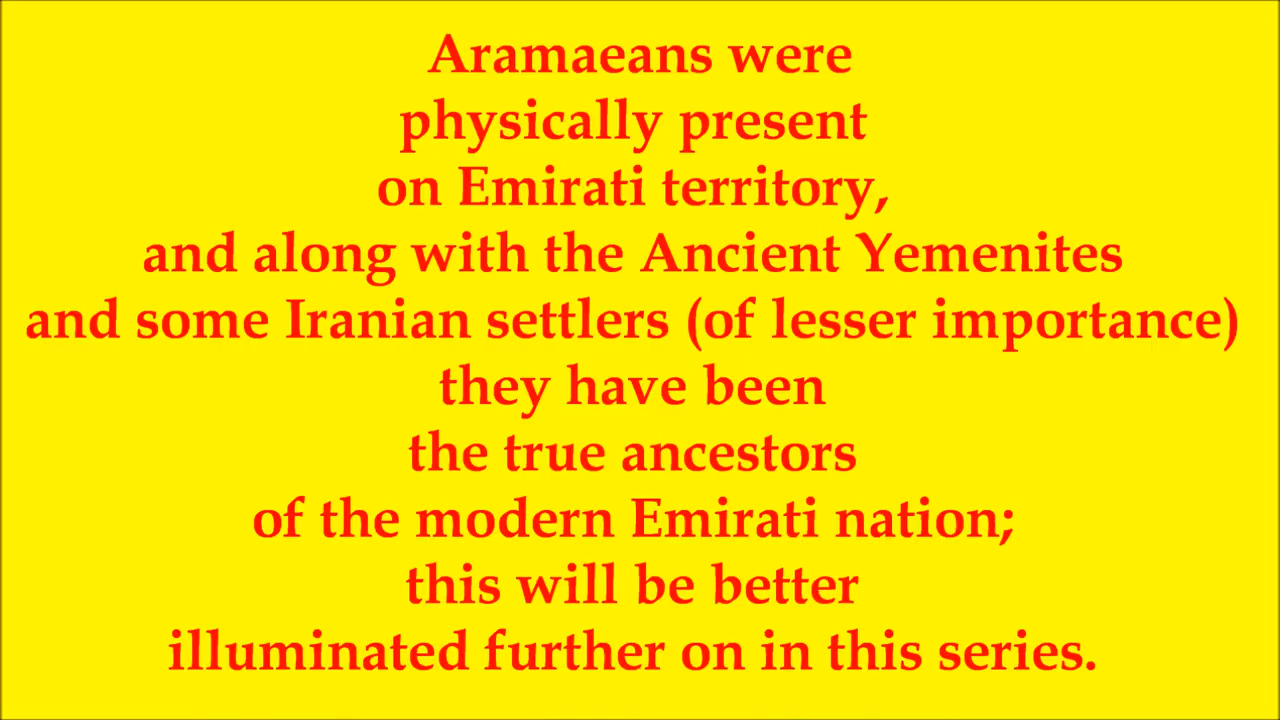 Aramaeans were
physically present
on Emirati territory,
and along with the Ancient Yemenites
and some Iranian settlers (of lesser importance)
they have been
the true ancestors
of the modern Emirati nation;
this will be better
illuminated further on in this series.